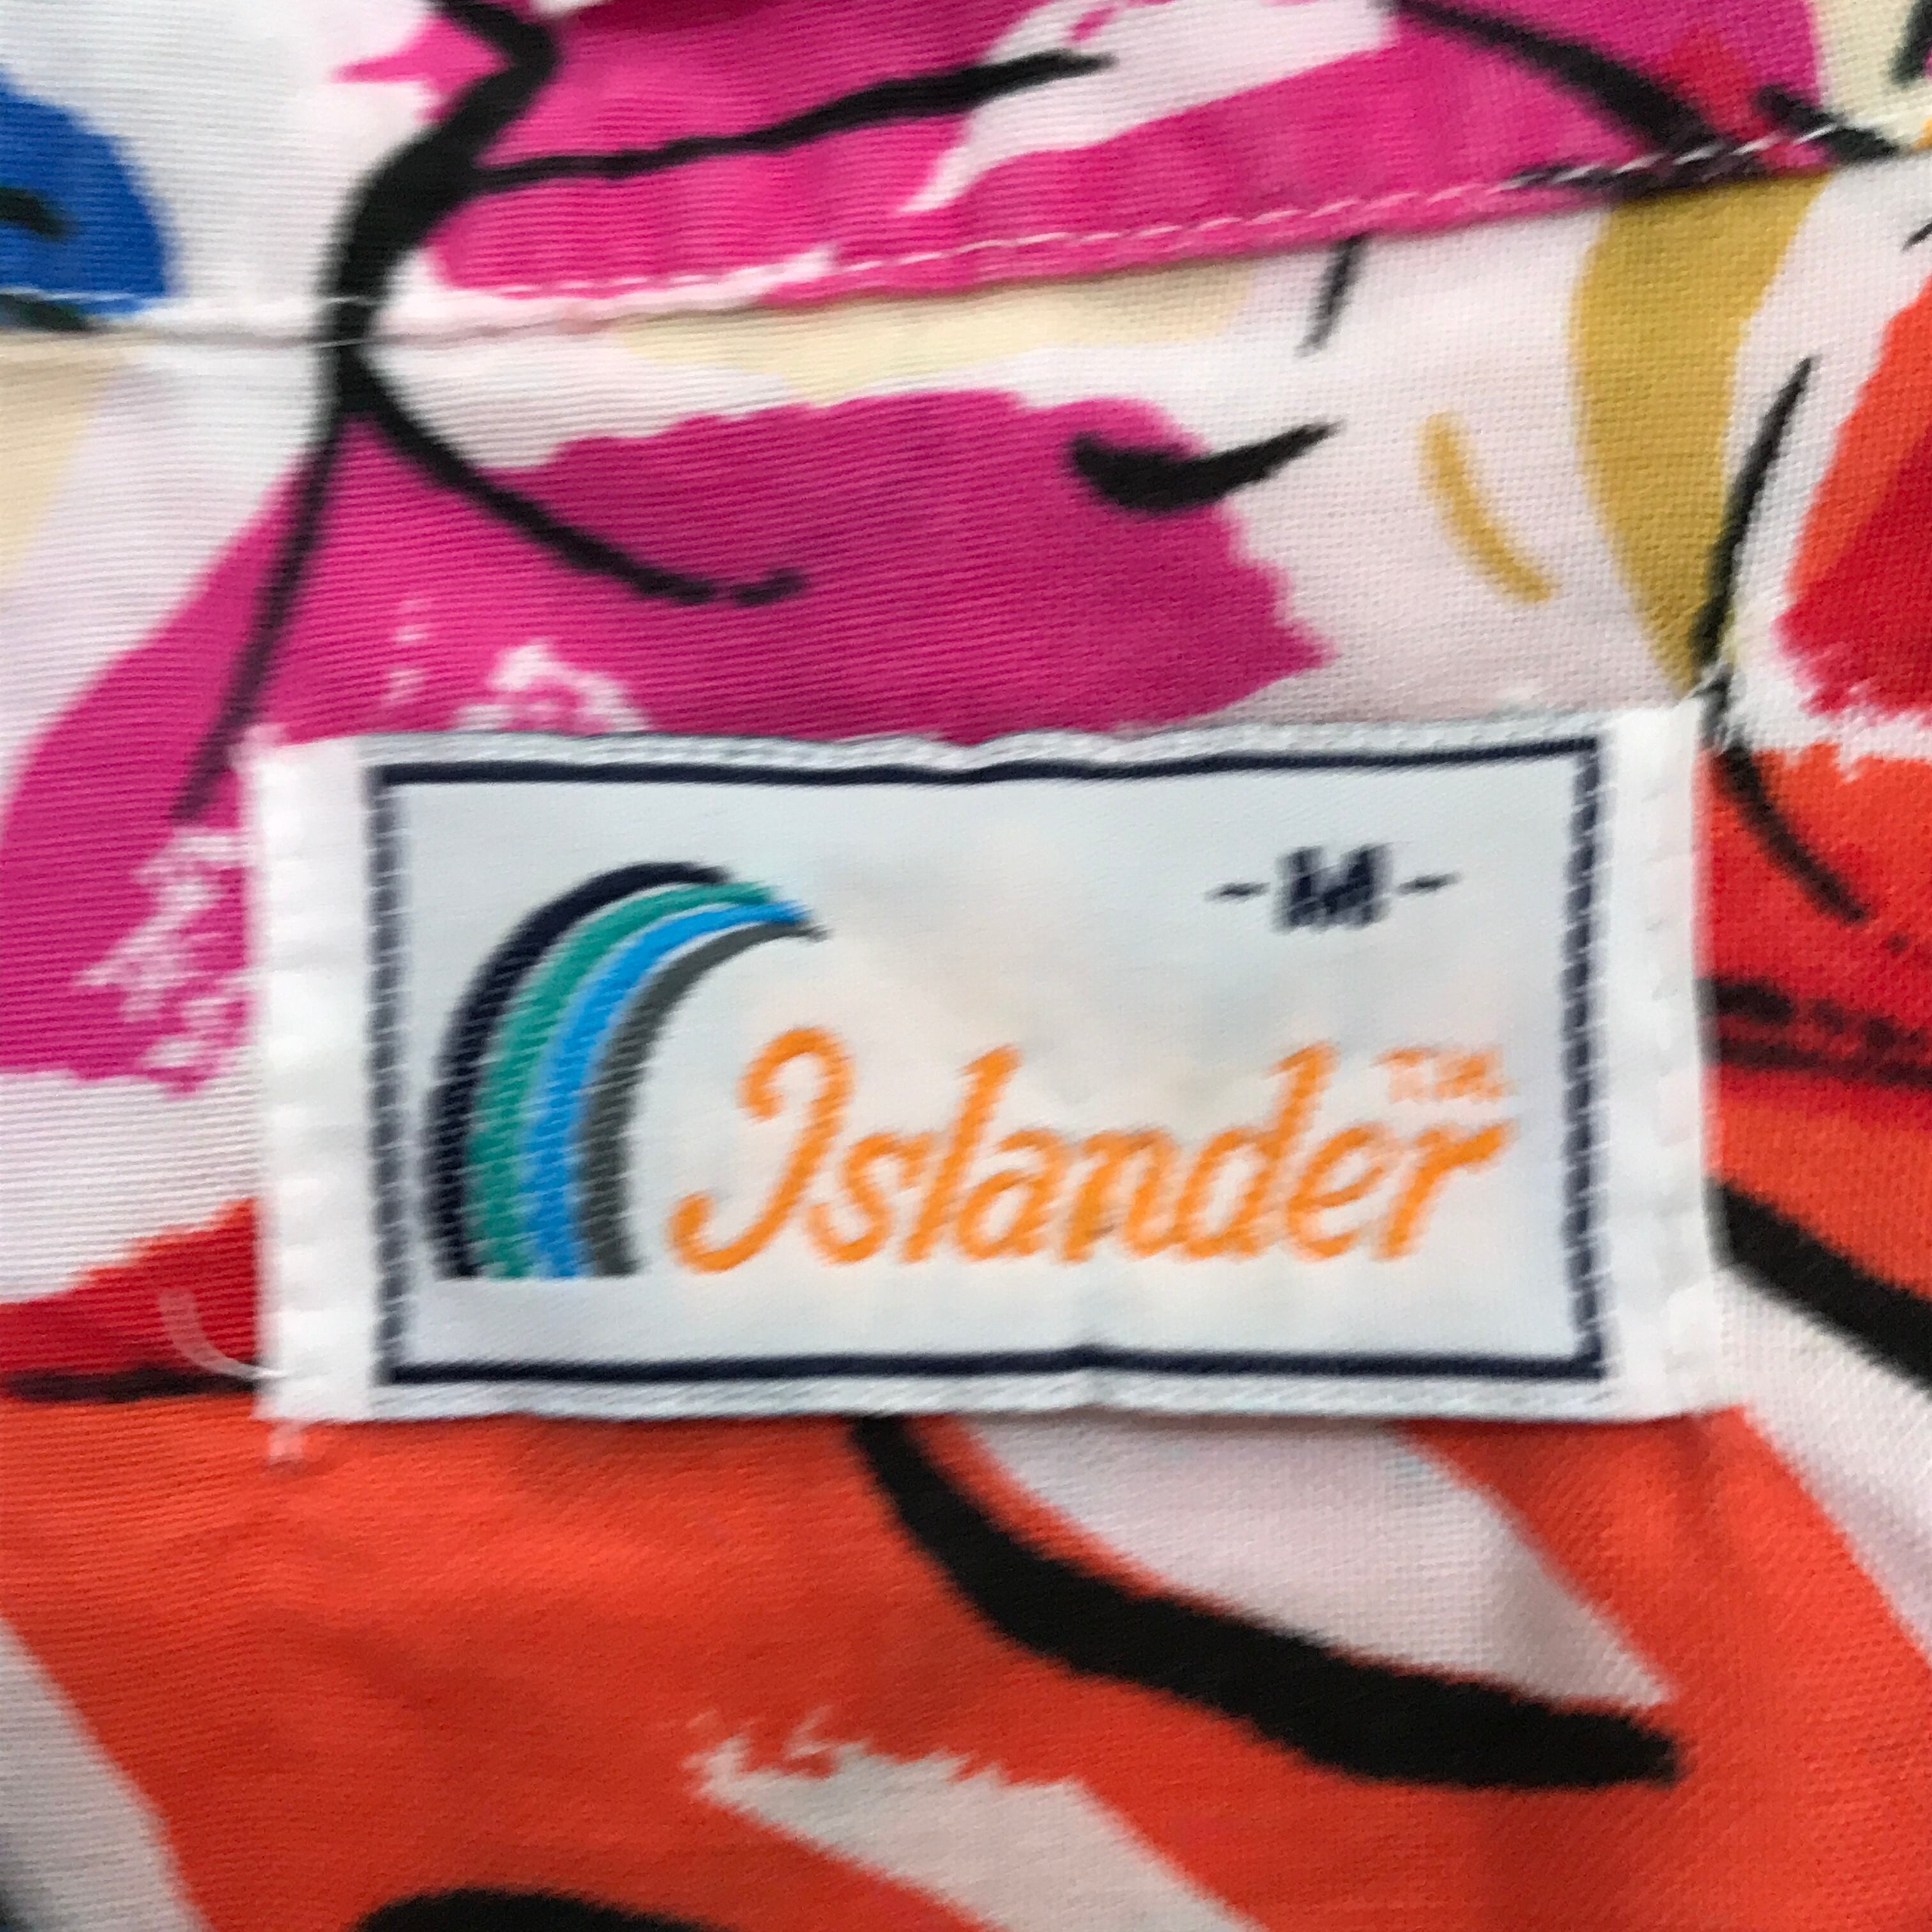 -M-
Islander T.M.